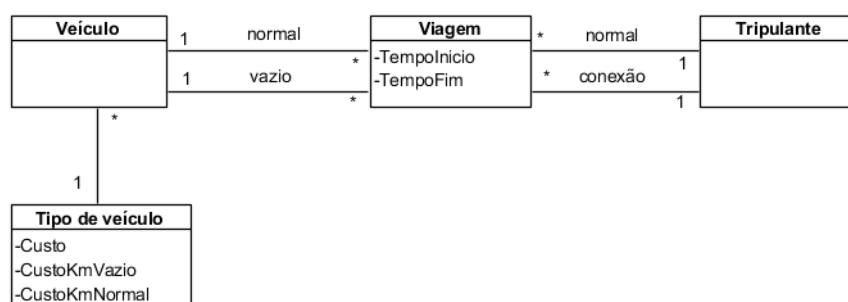 Veículo
1
normal
*
1
vazio
*
Viagem
-TempoInicio
-TempoFim
*
normal
1
*
conexão
1
Tripulante
*
1
Tipo de veículo
-Custo
-CustoKmVazio
-CustoKmNormal